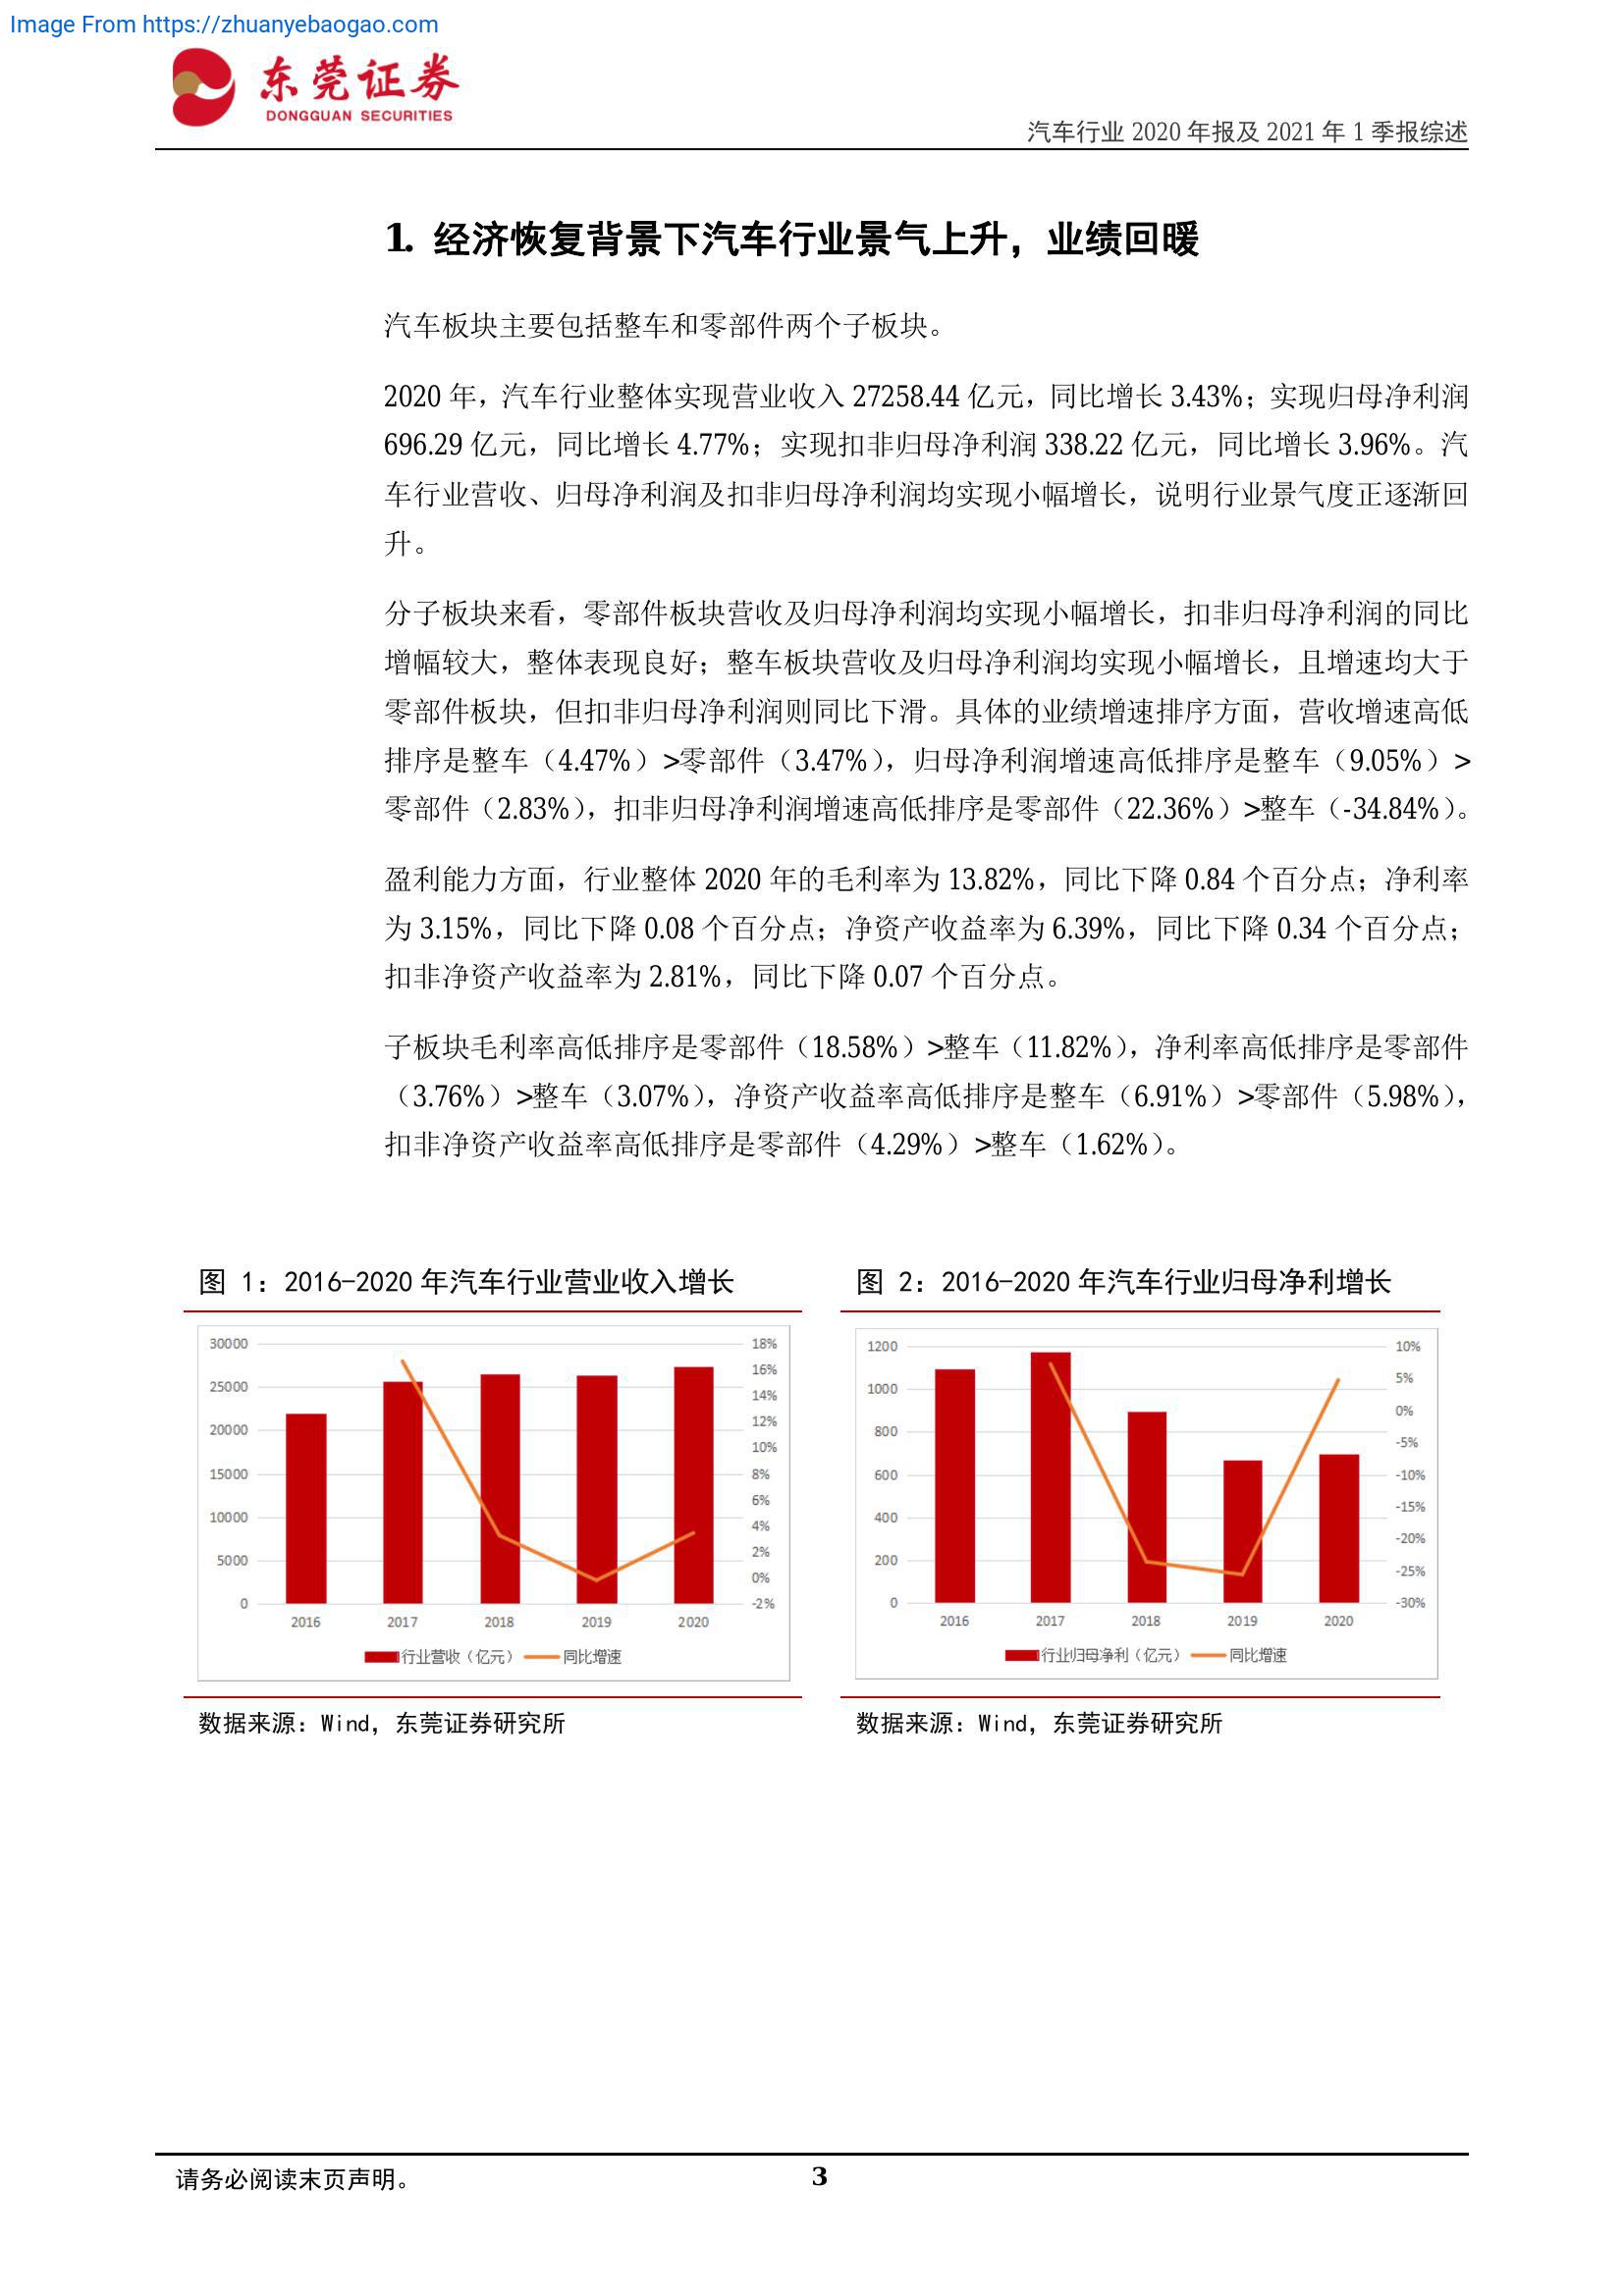 Image From https://zhuanyebaogao.com
东莞证券
DONGGUAN SECURITIES
汽车行业 2020 年报及 2021 年 1 季报综述
1. 经济恢复背景下汽车行业景气上升，业绩回暖
汽车板块主要包括整车和零部件两个子板块。
2020 年，汽车行业整体实现营业收入 27258.44 亿元，同比增长 3.43%；实现归母净利润
696.29 亿元，同比增长 4.77%；实现扣非归母净利润 338.22 亿元，同比增长 3.96%。汽
车行业营收、归母净利润及扣非归母净利润均实现小幅增长，说明行业景气度正逐渐回
升。
分子板块来看，零部件板块营收及归母净利润均实现小幅增长，扣非归母净利润的同比
增幅较大，整体表现良好；整车板块营收及归母净利润均实现小幅增长，且增速均大于
零部件板块，但扣非归母净利润则同比下滑。具体的业绩增速排序方面，营收增速高低
排序是整车（4.47%）>零部件（3.47%），归母净利润增速高低排序是整车（9.05%）>
零部件（2.83%），扣非归母净利润增速高低排序是零部件（22.36%）>整车（-34.84%）。
盈利能力方面，行业整体 2020 年的毛利率为 13.82%，同比下降 0.84 个百分点；净利率
为 3.15%，同比下降 0.08 个百分点；净资产收益率为 6.39%，同比下降 0.34 个百分点；
扣非净资产收益率为 2.81%，同比下降 0.07 个百分点。
子板块毛利率高低排序是零部件（18.58%）>整车（11.82%），净利率高低排序是零部件
（3.76%）>整车（3.07%），净资产收益率高低排序是整车（6.91%）>零部件（5.98%），
扣非净资产收益率高低排序是零部件（4.29%）>整车（1.62%）。
图 1：2016-2020 年汽车行业营业收入增长
30000 18%
16%
25000
14%
20000 12%
10%
15000 8%
6%
10000 4%
5000 2%
0%
0 -2%
2016 2017 2018 2019 2020
行业营收（亿元） 同比增速
数据来源：Wind，东莞证券研究所
图 2：2016-2020 年汽车行业归母净利增长
1200 10%
5%
1000
0%
800
-5%
600 -10%
-15%
400
-20%
200
-25%
0 -30%
2016 2017 2018 2019 2020
行业归母净利（亿元） 同比增速
数据来源：Wind，东莞证券研究所
请务必阅读末页声明。
3